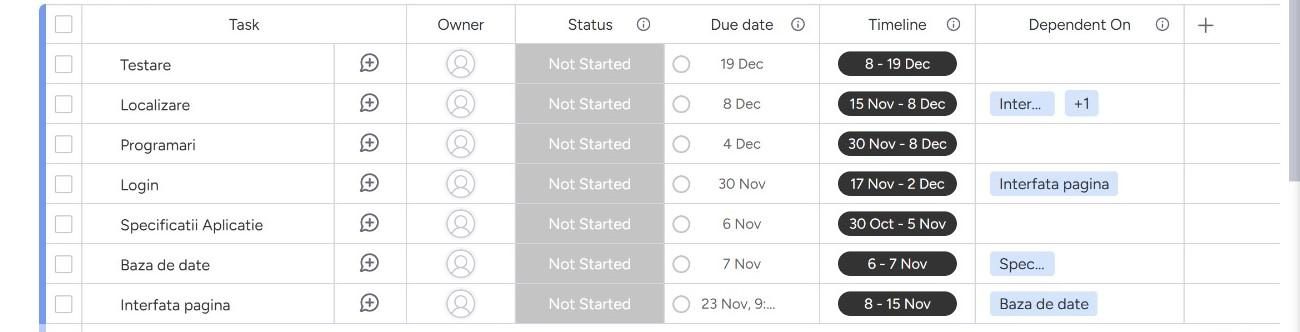 Task Owner Status Due date Timeline Dependent On
Testare Not Started 19 Dec 8 - 19 Dec
Localizare Not Started 8 Dec 15 Nov - 8 Dec Inter... +1
Programari Not Started 4 Dec 30 Nov - 8 Dec
Login Not Started 30 Nov 17 Nov - 2 Dec Interfata pagina
Specificatii Aplicatie Not Started 6 Nov 30 Oct - 5 Nov
Baza de date Not Started 7 Nov 6 - 7 Nov Spec...
Interfata pagina Not Started 23 Nov, 9:... 8 - 15 Nov Baza de date